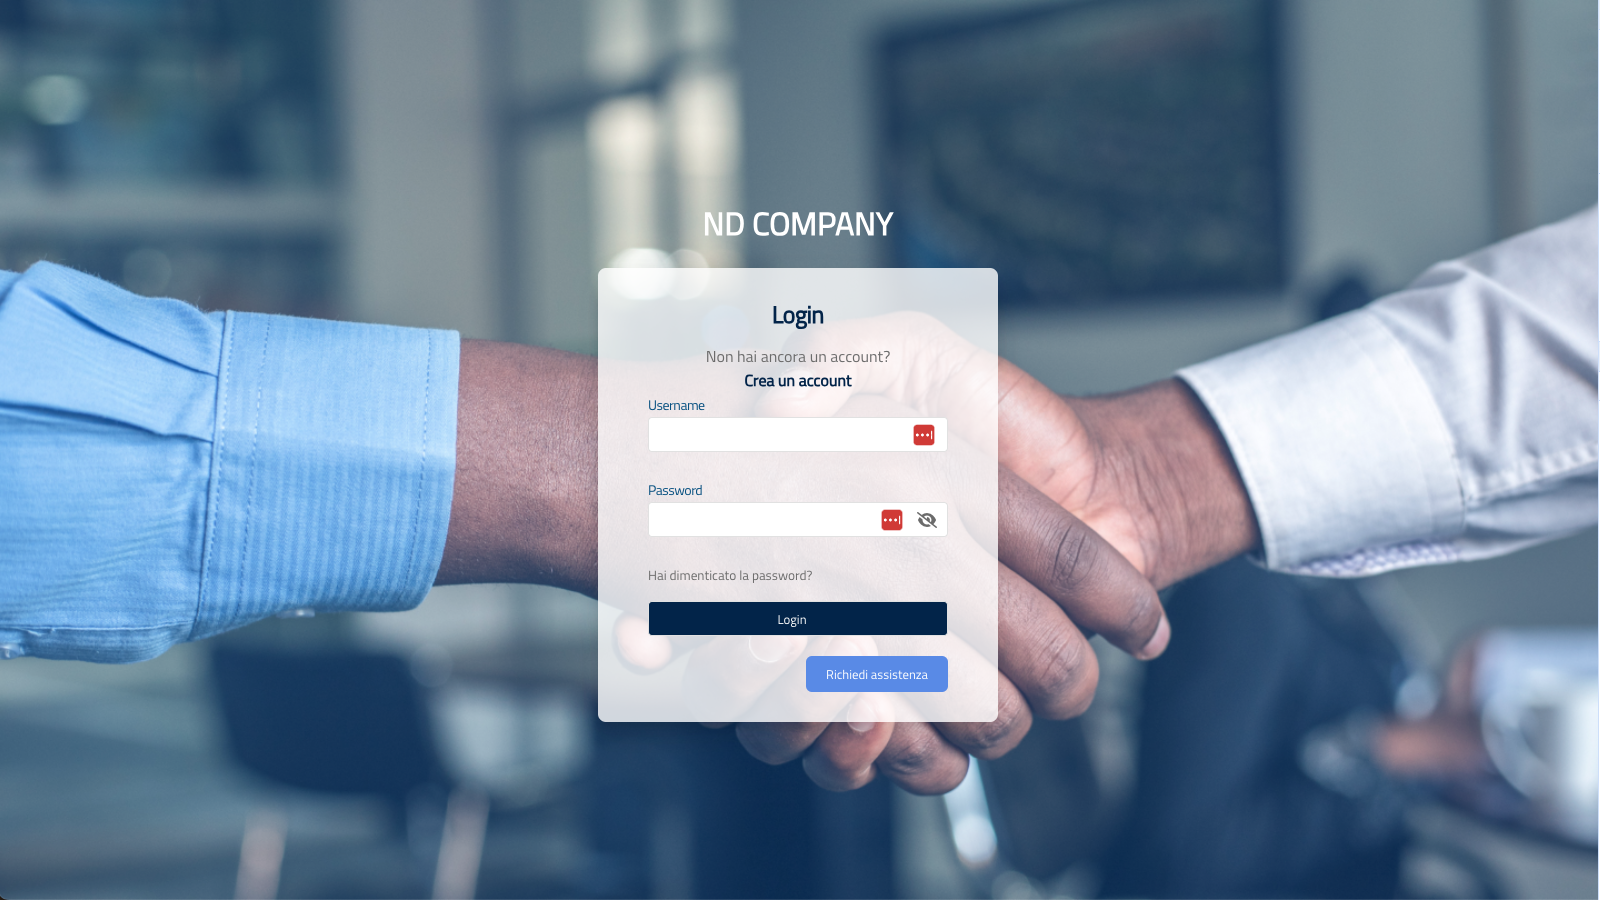 ND COMPANY
Login
Non hai ancora un account?
Crea un account
Username
Password
Hai dimenticato la password?
Login
Richiedi assistenza